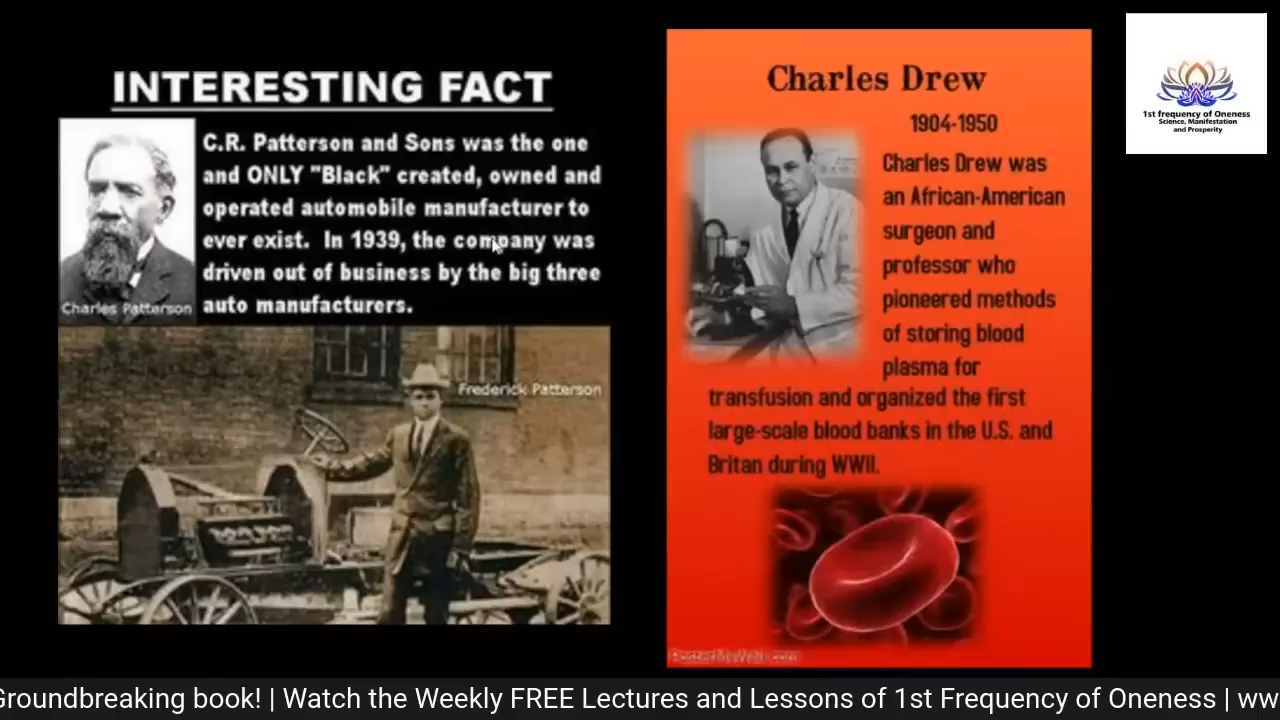 INTERESTING FACT
C.R. Patterson and Sons was the one
and ONLY "Black" created, owned and
operated automobile manufacturer to
ever exist. In 1939, the company was
driven out of business by the big three
auto manufacturers.
Charles Patterson
Frederick Patterson
Charles Drew
1904-1950
Charles Drew was
an African-American
surgeon and
professor who
pioneered methods
of storing blood
plasma for
transfusion and organized the first
large-scale blood banks in the U.S. and
Britan during WWII.
PosterMyWall.com
1st frequency of Oneness
Science, Manifestation
and Prosperity
Groundbreaking book! | Watch the Weekly FREE Lectures and Lessons of 1st Frequency of Oneness | ww